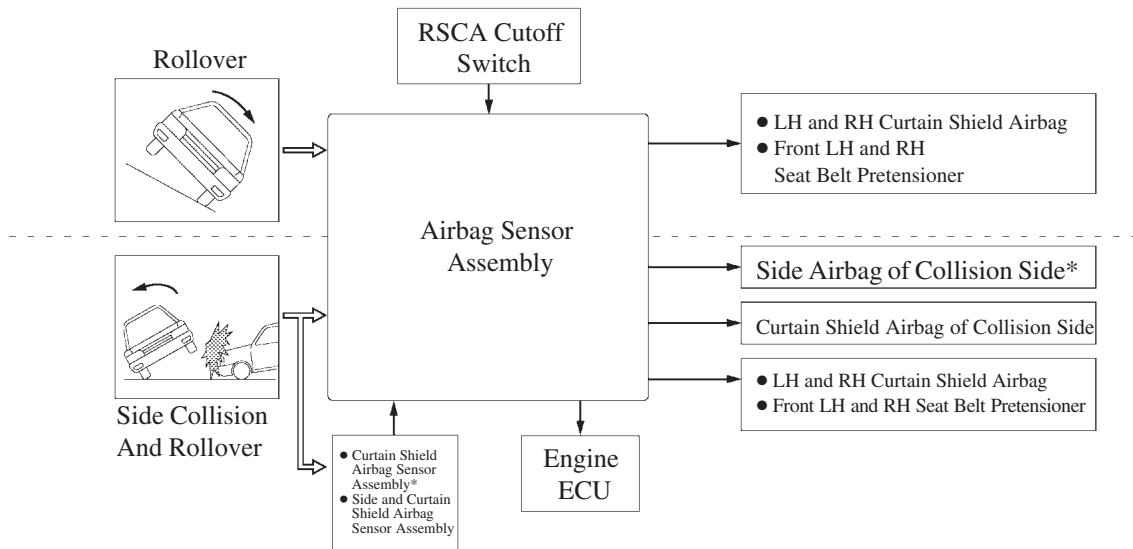 RSCA Cutoff
Switch
Rollover
● LH and RH Curtain Shield Airbag
● Front LH and RH
Seat Belt Pretensioner
Airbag Sensor
Assembly
Side Airbag of Collision Side*
Curtain Shield Airbag of Collision Side
● LH and RH Curtain Shield Airbag
● Front LH and RH Seat Belt Pretensioner
Side Collision
And Rollover
● Curtain Shield
Airbag Sensor
Assembly*
● Side and Curtain
Shield Airbag
Sensor Assembly
Engine
ECU